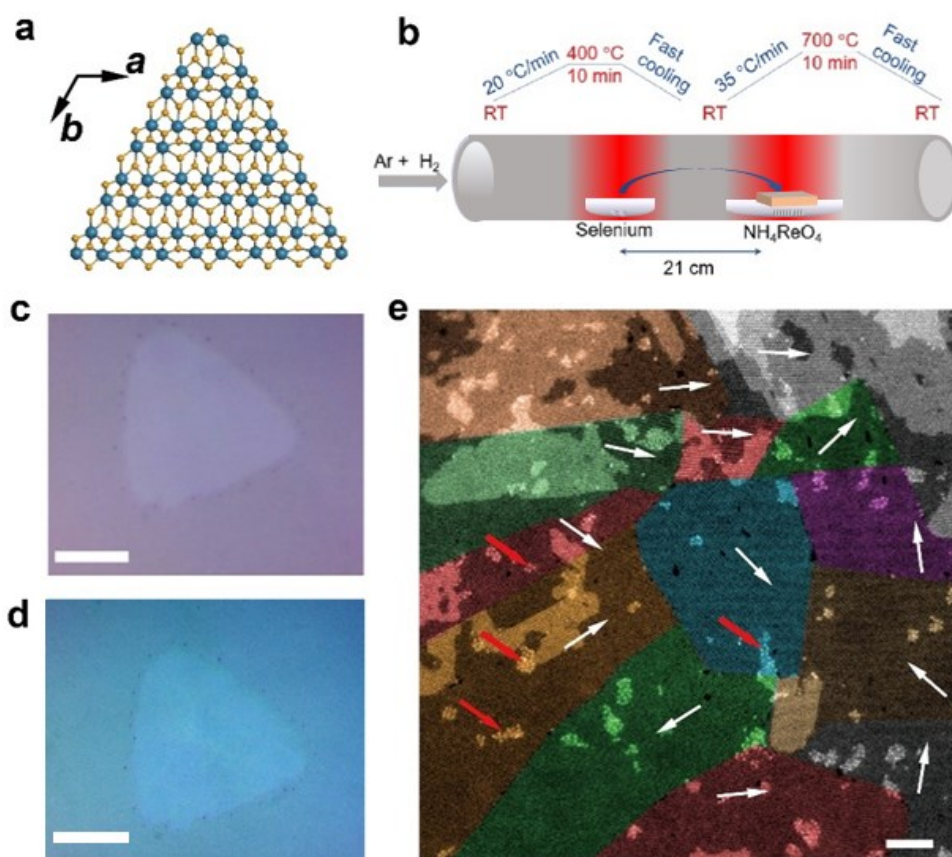 a
a
b
b
20 °C/min
400 °C
10 min
Fast
cooling
RT
RT
35 °C/min
700 °C
10 min
Fast
cooling
RT
Ar + H₂
Selenium
NH₄ReO₄
21 cm
c
d
e